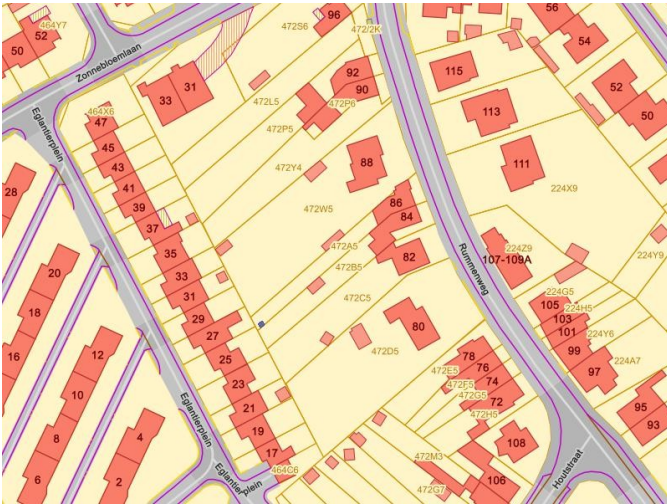 464Y7
52
50
Zonnebloemlaan
472S6
96
472/2K
56
54
115
52
50
92
90
33
31
472L5
472P6
464X6
47
472P5
113
Eglantierplein
45
43
472Y4
88
111
41
39
472W5
224X9
28
86
84
37
35
472A5
82
Rummenweg
224Z9
107-109A
224Y9
33
472B5
20
31
472C5
224G5
105
224H5
18
29
103
101
224Y6
27
80
12
472D5
99
16
25
78
224A7
472E5
76
97
10
23
472F5
74
Eglantierplein
472G5
72
95
21
472H5
93
4
19
108
8
17
472M3
464C6
Houtstraat
6
2
Eglantierplein
472G7
106